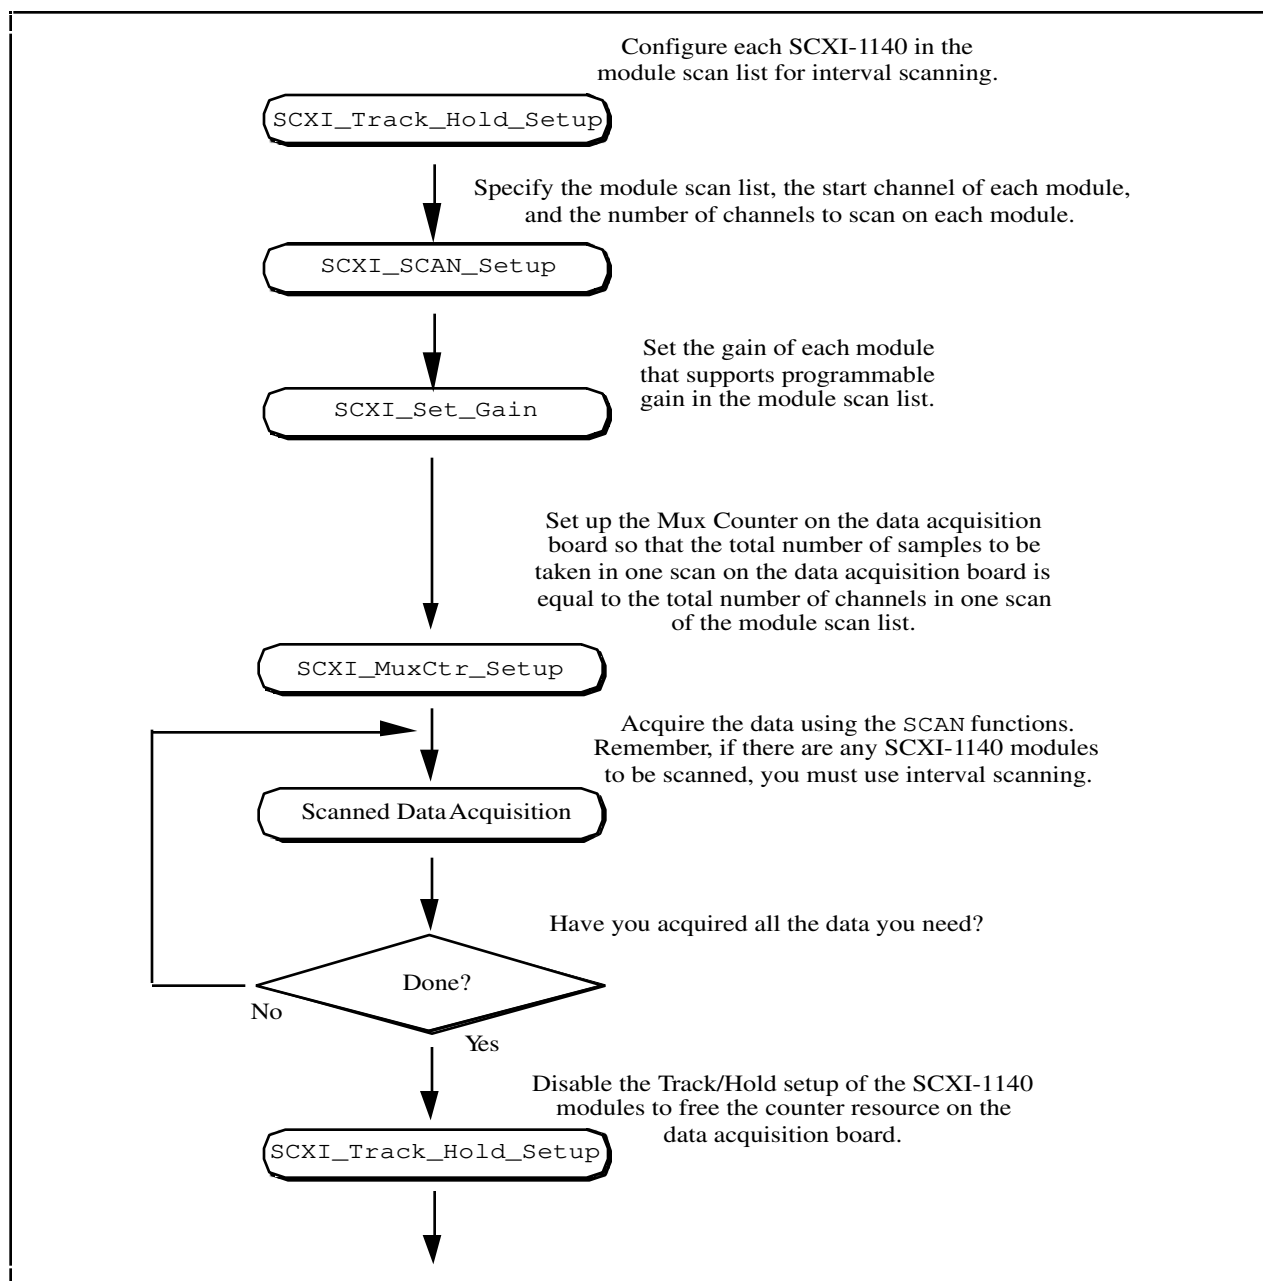 Configure each SCXI-1140 in the
module scan list for interval scanning.
SCXI_Track_Hold_Setup
Specify the module scan list, the start channel of each module,
and the number of channels to scan on each module.
SCXI_SCAN_Setup
Set the gain of each module
that supports programmable
gain in the module scan list.
SCXI_Set_Gain
Set up the Mux Counter on the data acquisition
board so that the total number of samples to be
taken in one scan on the data acquisition board is
equal to the total number of channels in one scan
of the module scan list.
SCXI_MuxCtr_Setup
Acquire the data using the SCAN functions.
Remember, if there are any SCXI-1140 modules
to be scanned, you must use interval scanning.
Scanned Data Acquisition
Have you acquired all the data you need?
Done?
No
Yes
Disable the Track/Hold setup of the SCXI-1140
modules to free the counter resource on the
data acquisition board.
SCXI_Track_Hold_Setup